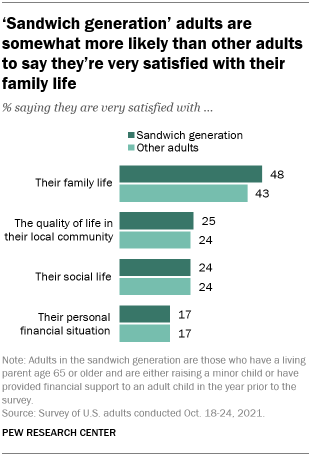 ‘Sandwich generation’ adults are
somewhat more likely than other adults
to say they’re very satisfied with their
family life
% saying they are very satisfied with ...
Sandwich generation
Other adults
Their family life
48
43
The quality of life in
their local community
25
24
Their social life
24
24
Their personal
financial situation
17
17
Note: Adults in the sandwich generation are those who have a living
parent age 65 or older and are either raising a minor child or have
provided financial support to an adult child in the year prior to the
survey.
Source: Survey of U.S. adults conducted Oct. 18-24, 2021.
PEW RESEARCH CENTER